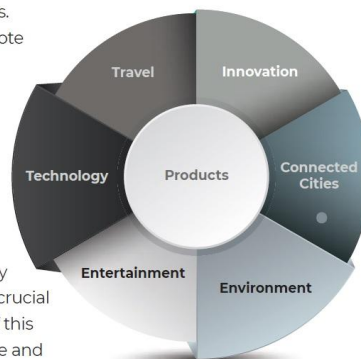 s.
ote
Travel
Innovation
Technology
Products
Connected
Cities
Entertainment
Environment
y
crucial
this
e and